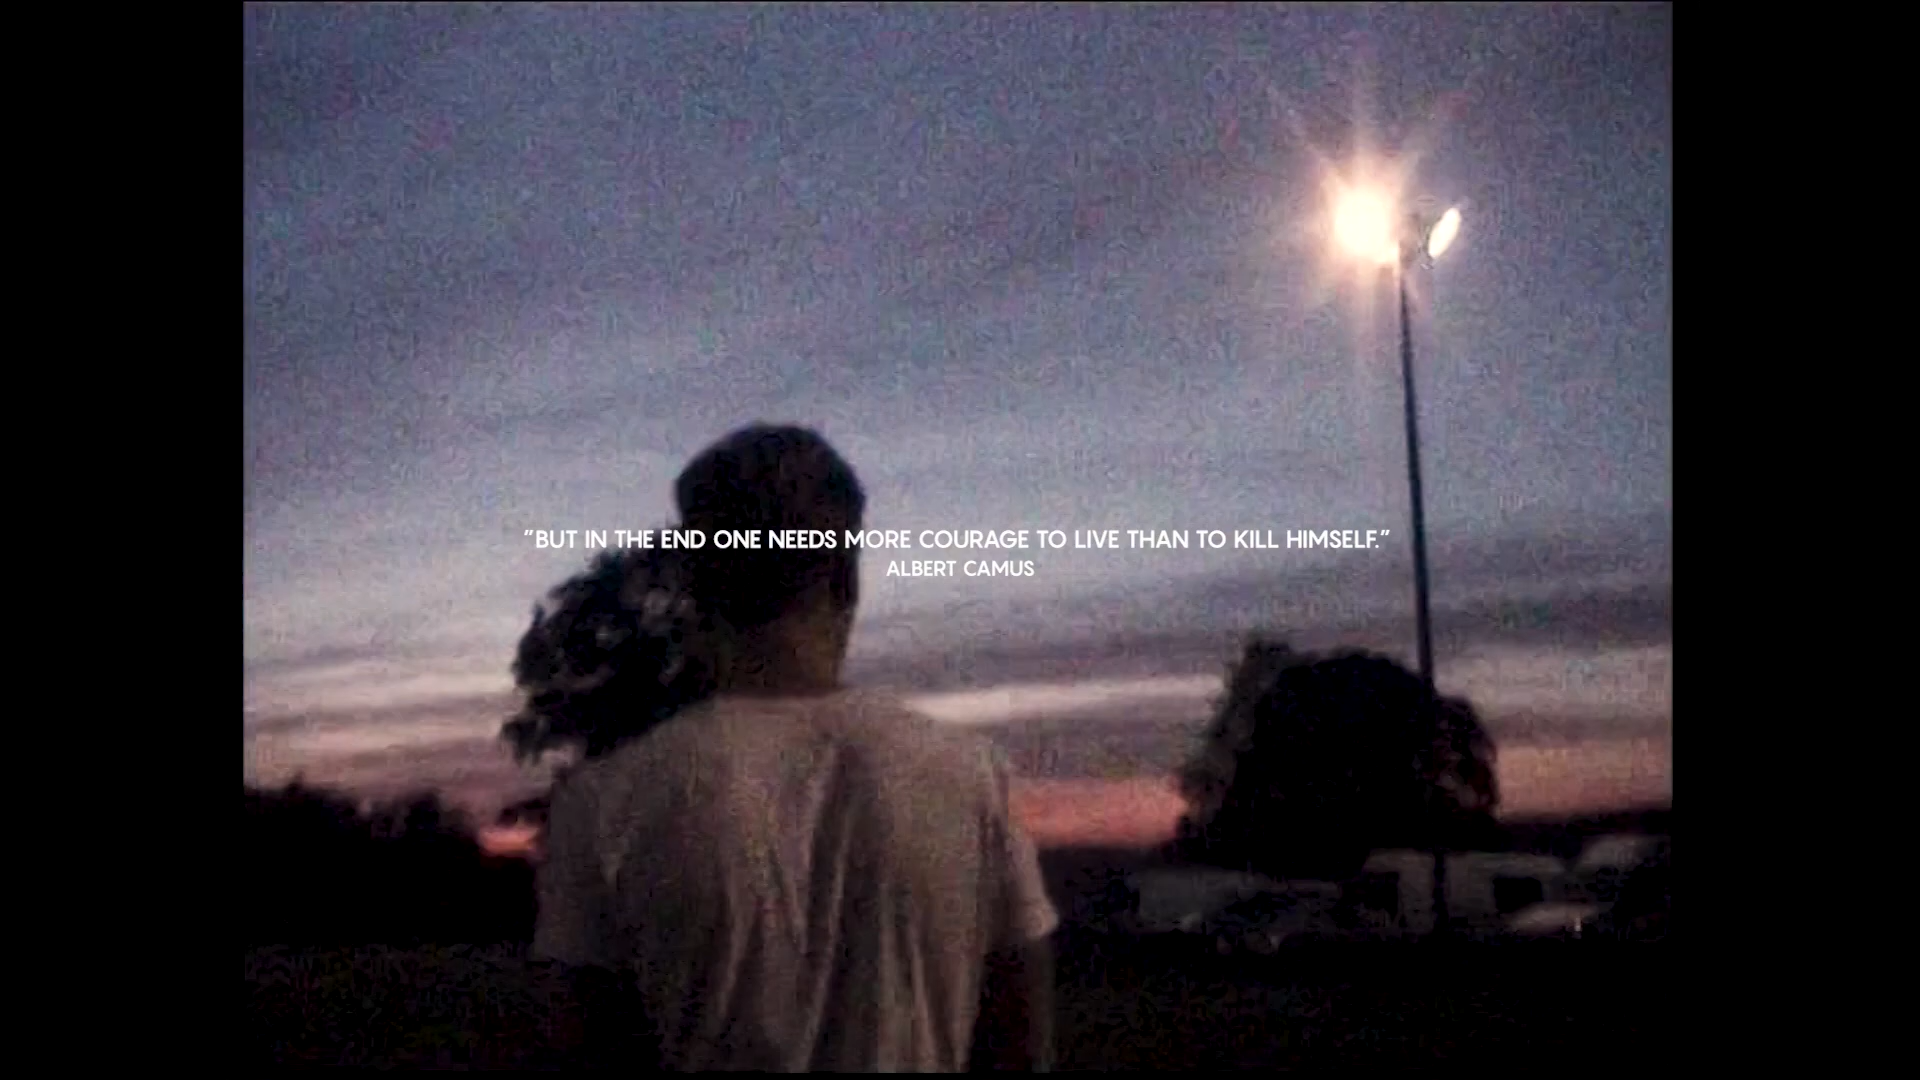 "BUT IN THE END ONE NEEDS MORE COURAGE TO LIVE THAN TO KILL HIMSELF."
ALBERT CAMUS